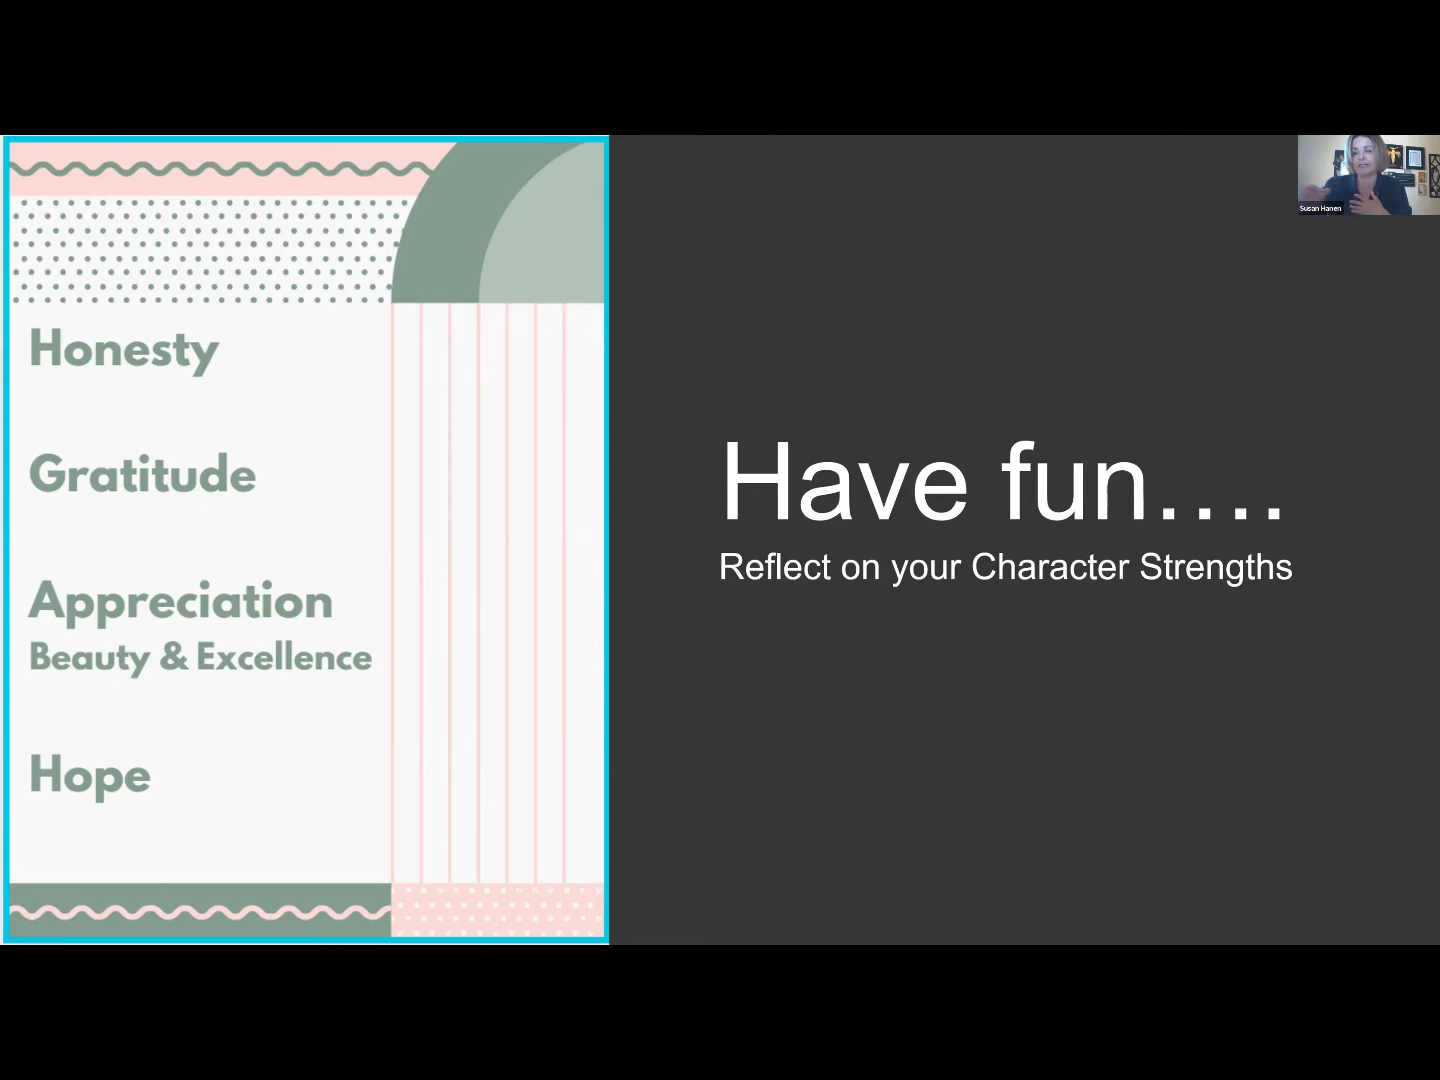 Honesty
Gratitude
Appreciation
Beauty & Excellence
Hope
Have fun....
Reflect on your Character Strengths
Susan Hanen